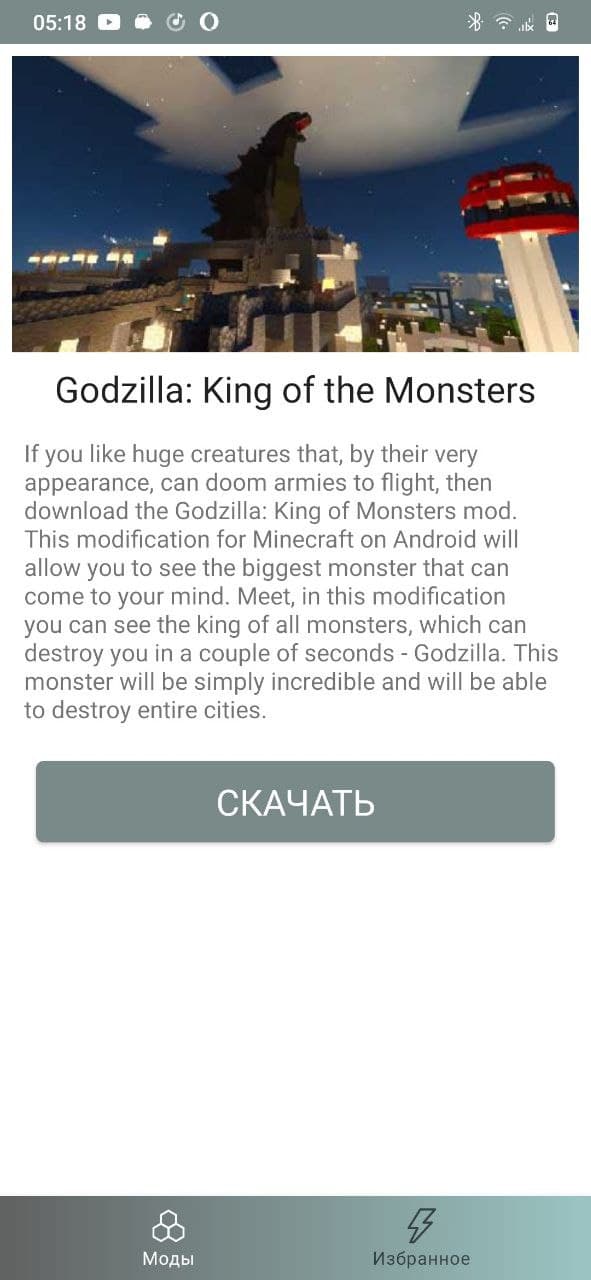 05:18
64
Godzilla: King of the Monsters
If you like huge creatures that, by their very
appearance, can doom armies to flight, then
download the Godzilla: King of Monsters mod.
This modification for Minecraft on Android will
allow you to see the biggest monster that can
come to your mind. Meet, in this modification
you can see the king of all monsters, which can
destroy you in a couple of seconds - Godzilla. This
monster will be simply incredible and will be able
to destroy entire cities.
СКАЧАТЬ
Моды
Избранное